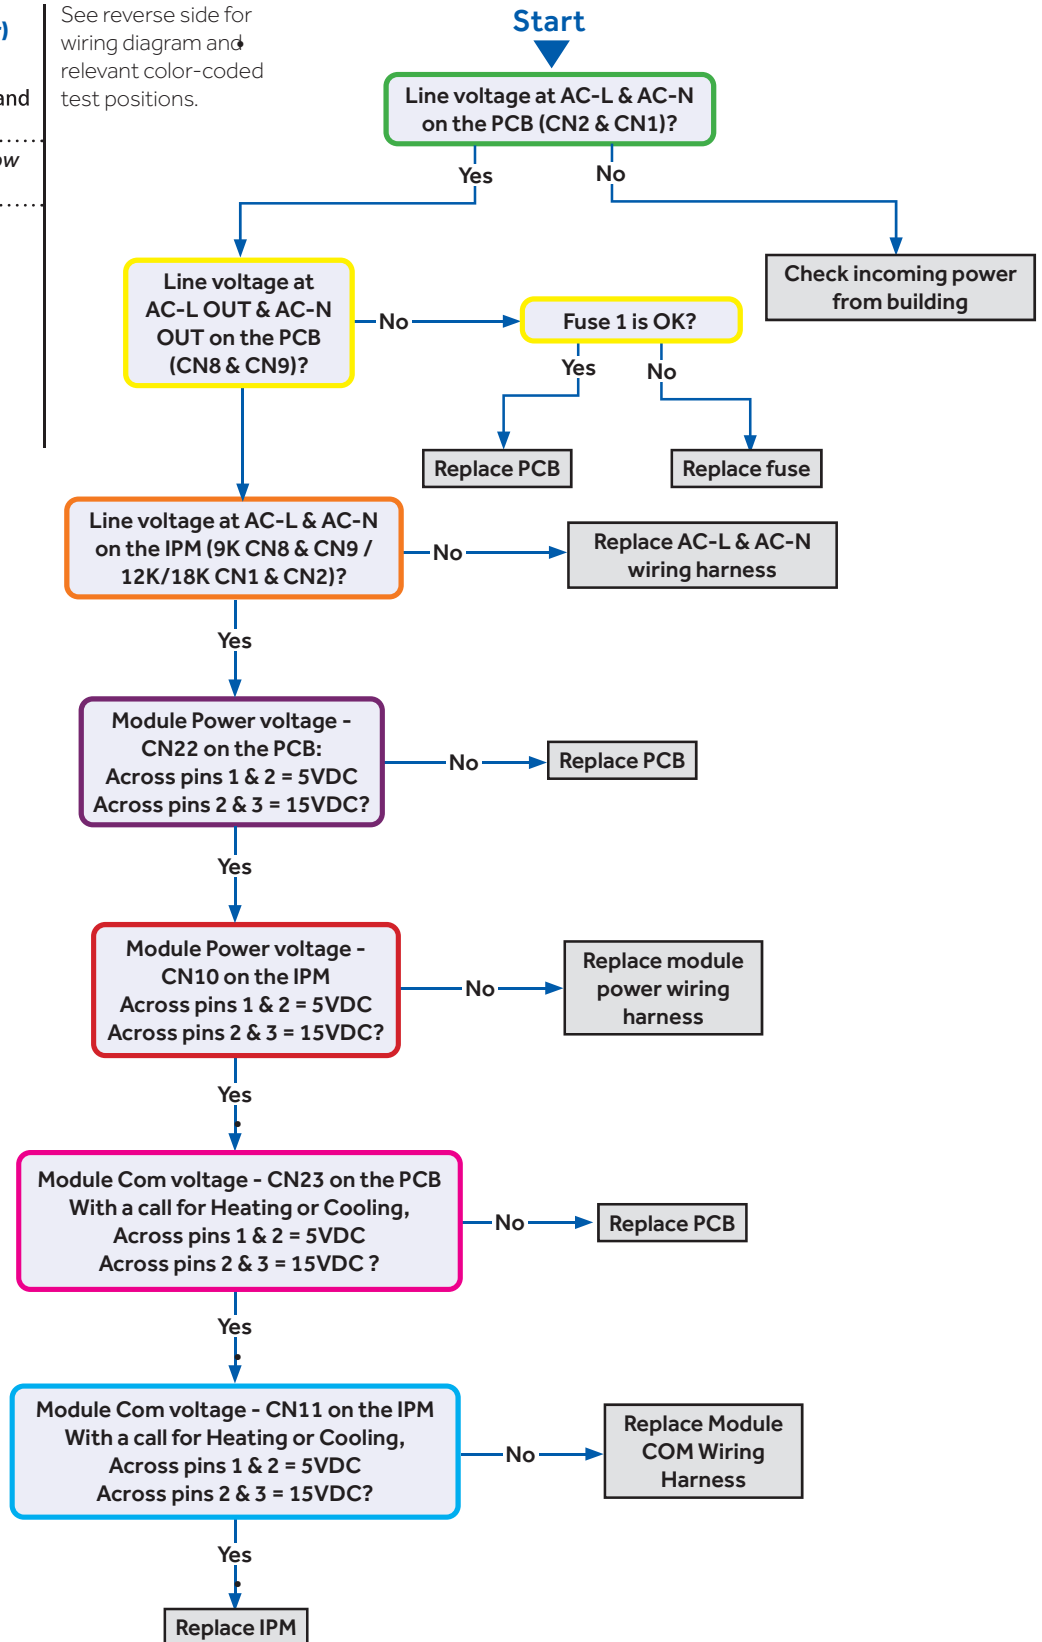 r)
and
ow
See reverse side for
wiring diagram and
relevant color-coded
test positions.
Start
Line voltage at AC-L & AC-N
on the PCB (CN2 & CN1)?
Yes
No
Check incoming power
from building
Line voltage at
AC-L OUT & AC-N
OUT on the PCB
(CN8 & CN9)?
No
Fuse 1 is OK?
Yes
No
Replace PCB
Replace fuse
Line voltage at AC-L & AC-N
on the IPM (9K CN8 & CN9 /
12K/18K CN1 & CN2)?
No
Replace AC-L & AC-N
wiring harness
Yes
Module Power voltage -
CN22 on the PCB:
Across pins 1 & 2 = 5VDC
Across pins 2 & 3 = 15VDC?
No
Replace PCB
Yes
Module Power voltage -
CN10 on the IPM
Across pins 1 & 2 = 5VDC
Across pins 2 & 3 = 15VDC?
No
Replace module
power wiring
harness
Yes
Module Com voltage - CN23 on the PCB
With a call for Heating or Cooling,
Across pins 1 & 2 = 5VDC
Across pins 2 & 3 = 15VDC ?
No
Replace PCB
Yes
Module Com voltage - CN11 on the IPM
With a call for Heating or Cooling,
Across pins 1 & 2 = 5VDC
Across pins 2 & 3 = 15VDC?
No
Replace Module
COM Wiring
Harness
Yes
Replace IPM